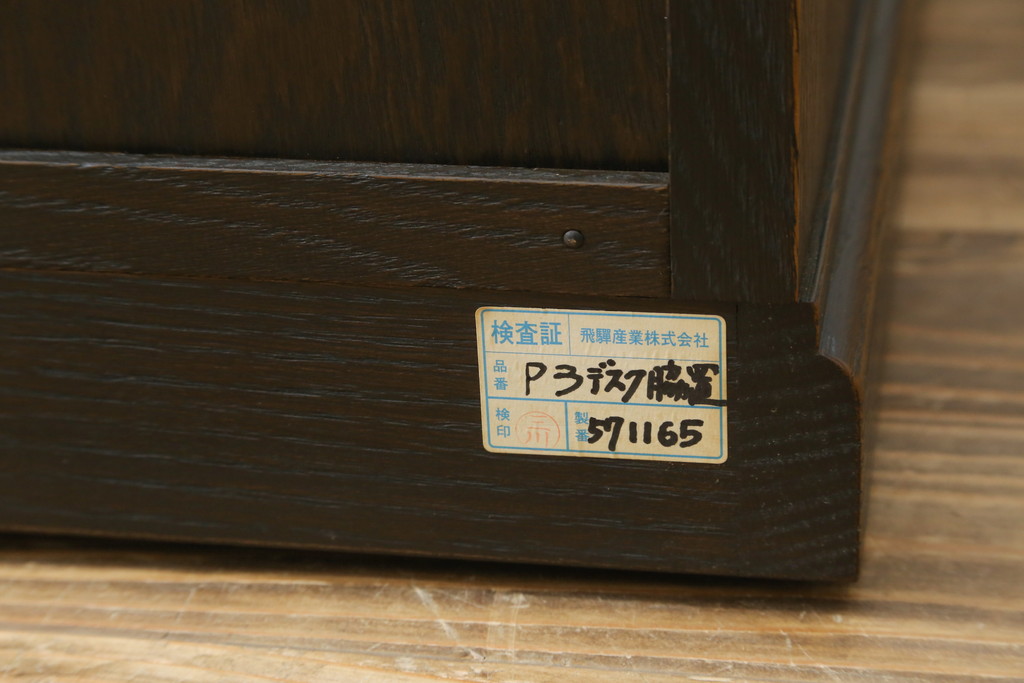 検査証 飛驒産業株式会社
品番 P3デスク脇置
検印 製番 571165